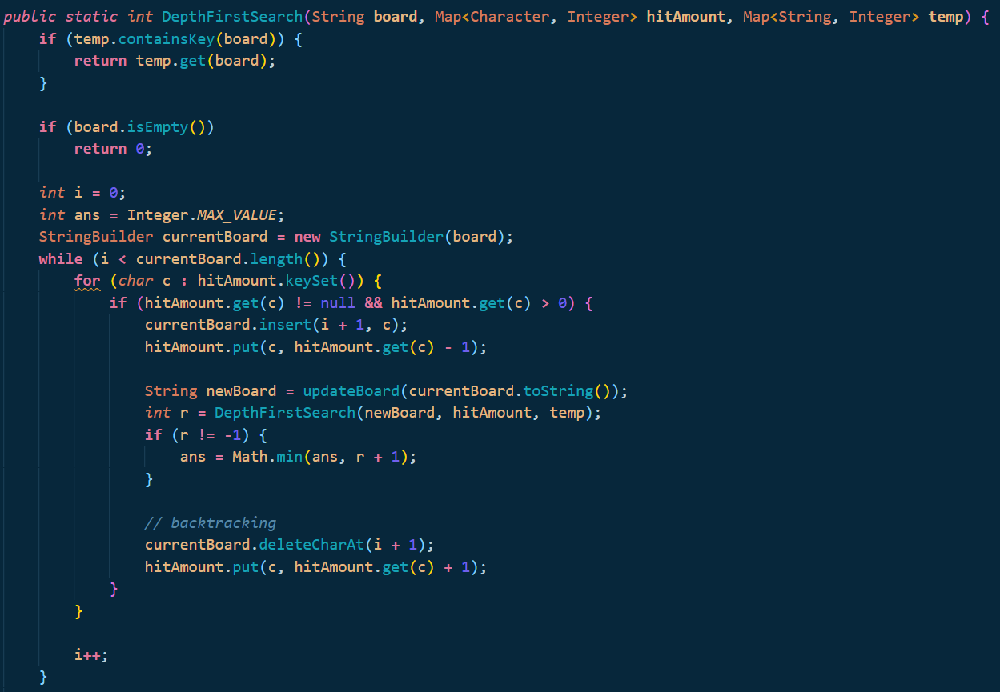 public static int DepthFirstSearch(String board, Map<Character, Integer> hitAmount, Map<String, Integer> temp) {
    if (temp.containsKey(board)) {
        return temp.get(board);
    }

    if (board.isEmpty())
        return 0;

    int i = 0;
    int ans = Integer.MAX_VALUE;
    StringBuilder currentBoard = new StringBuilder(board);
    while (i < currentBoard.length()) {
        for (char c : hitAmount.keySet()) {
            if (hitAmount.get(c) != null && hitAmount.get(c) > 0) {
                currentBoard.insert(i + 1, c);
                hitAmount.put(c, hitAmount.get(c) - 1);

                String newBoard = updateBoard(currentBoard.toString());
                int r = DepthFirstSearch(newBoard, hitAmount, temp);
                if (r != -1) {
                    ans = Math.min(ans, r + 1);
                }

                // backtracking
                currentBoard.deleteCharAt(i + 1);
                hitAmount.put(c, hitAmount.get(c) + 1);
            }
        }

        i++;
    }